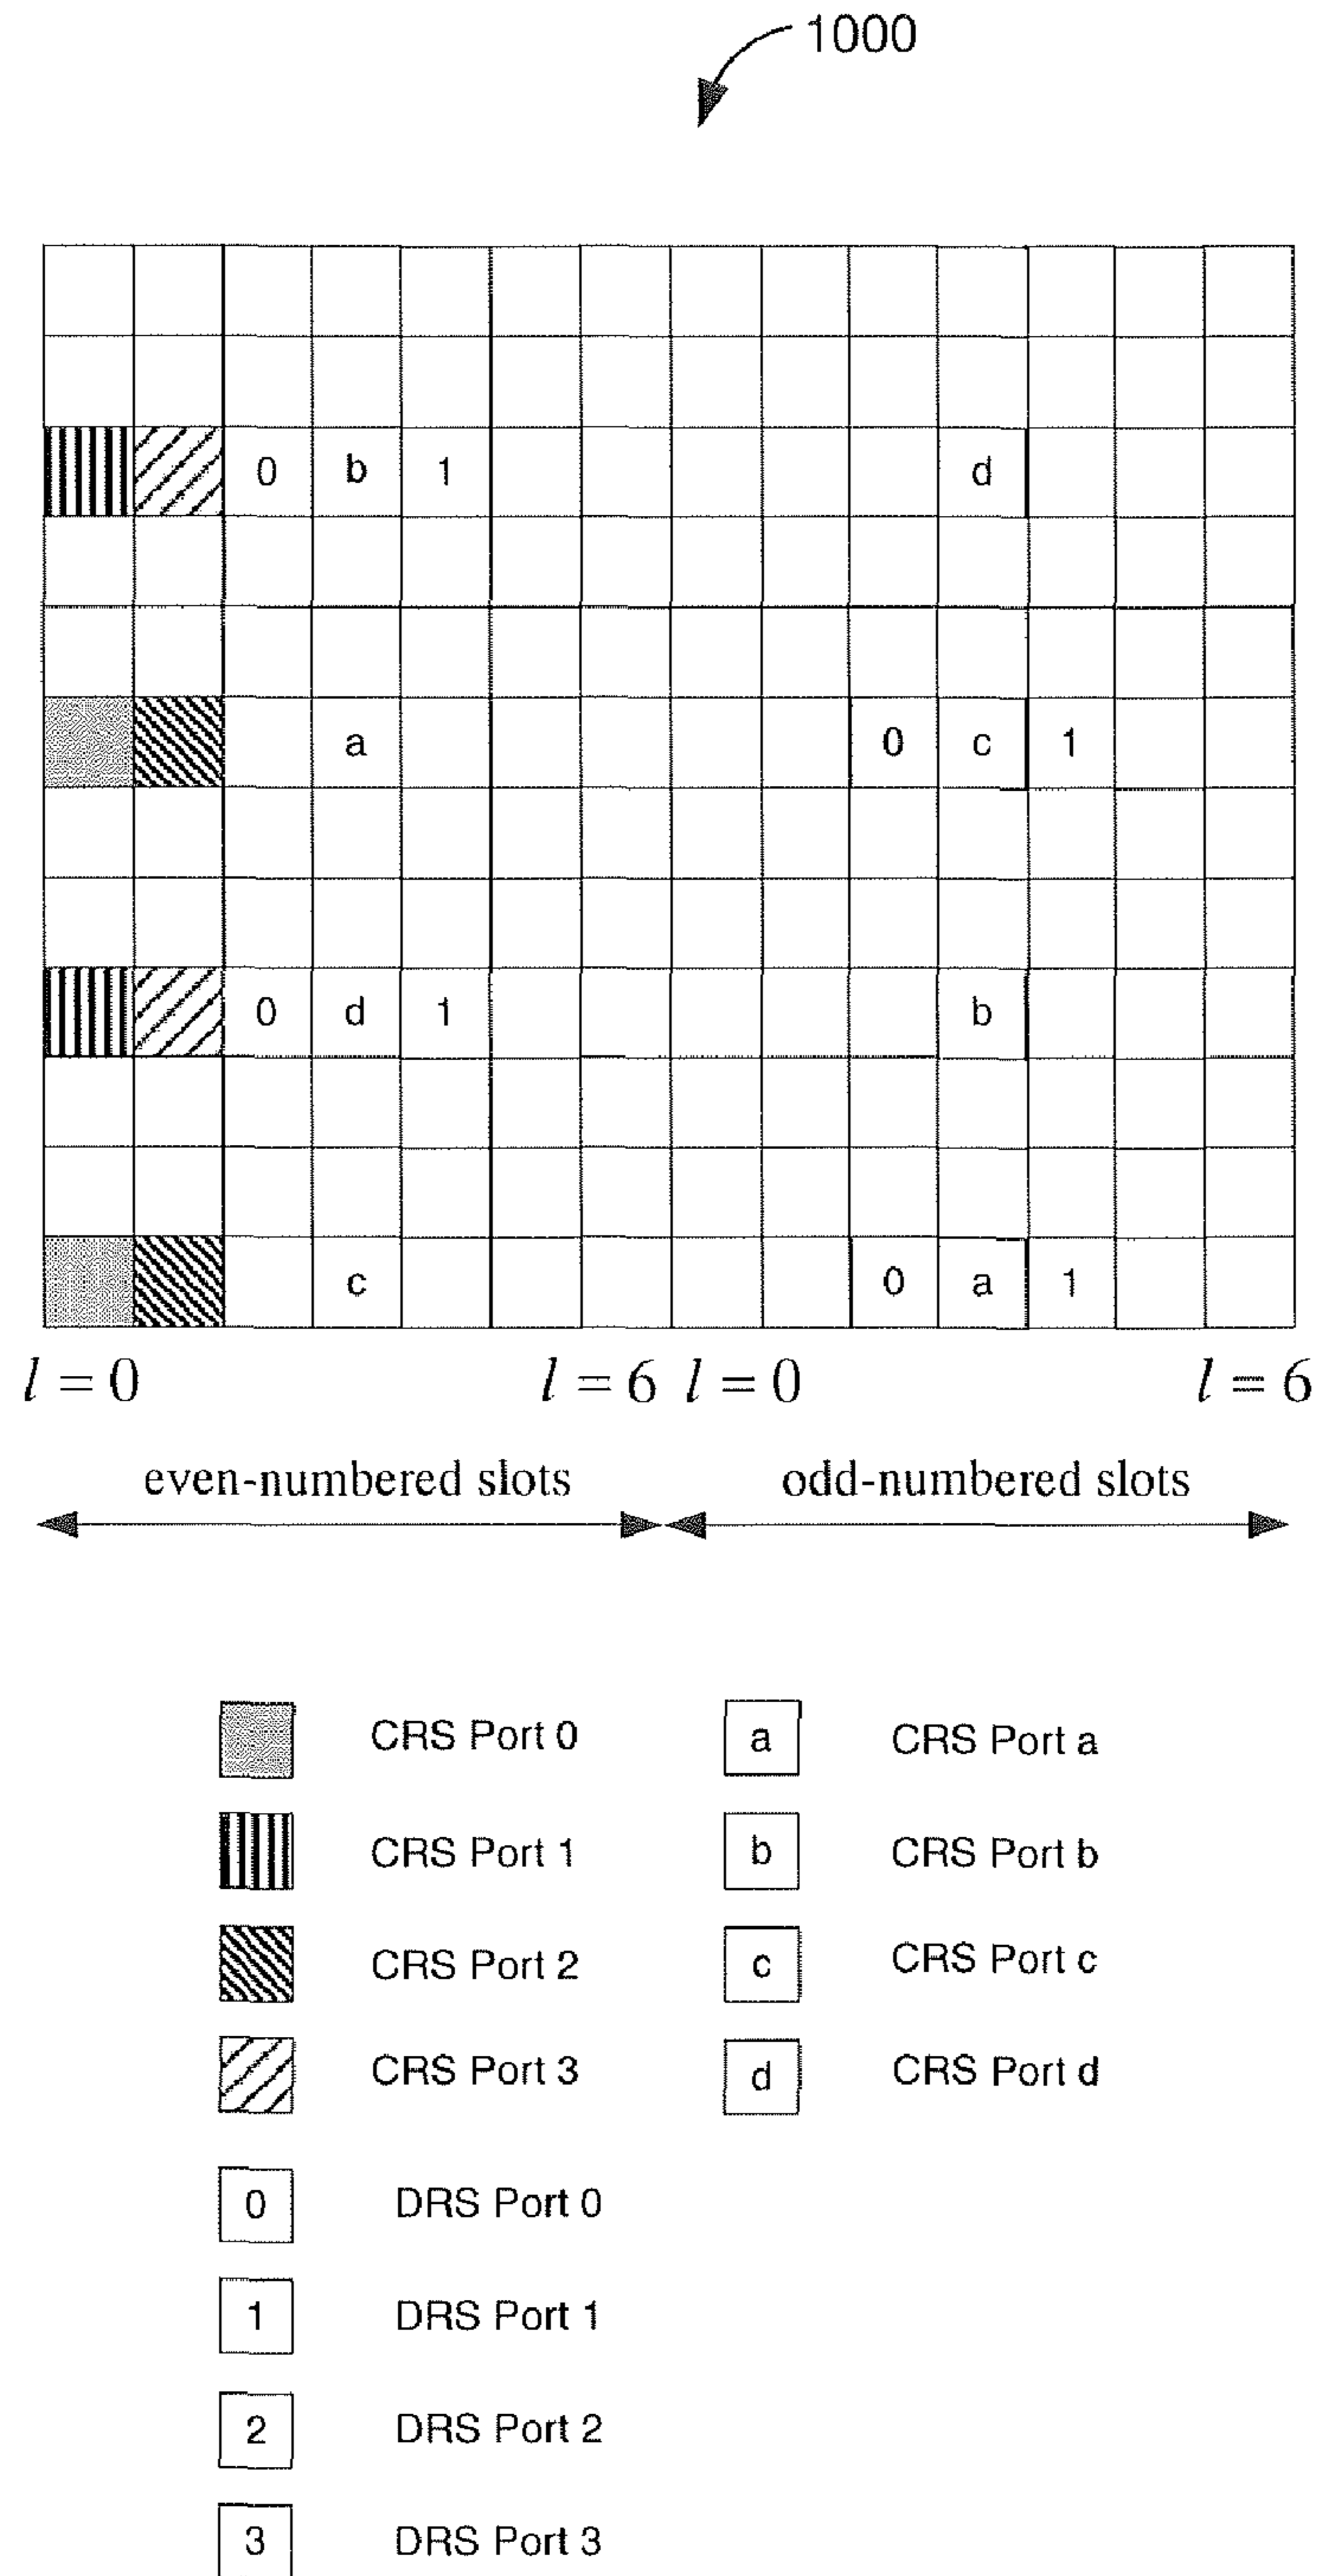 1000
0 b 1 d
a 0 c 1
0 d 1 b
c 0 a 1
l = 0 l = 6 l = 0 l = 6
even-numbered slots odd-numbered slots
CRS Port 0 a CRS Port a
CRS Port 1 b CRS Port b
CRS Port 2 c CRS Port c
CRS Port 3 d CRS Port d
0 DRS Port 0
1 DRS Port 1
2 DRS Port 2
3 DRS Port 3